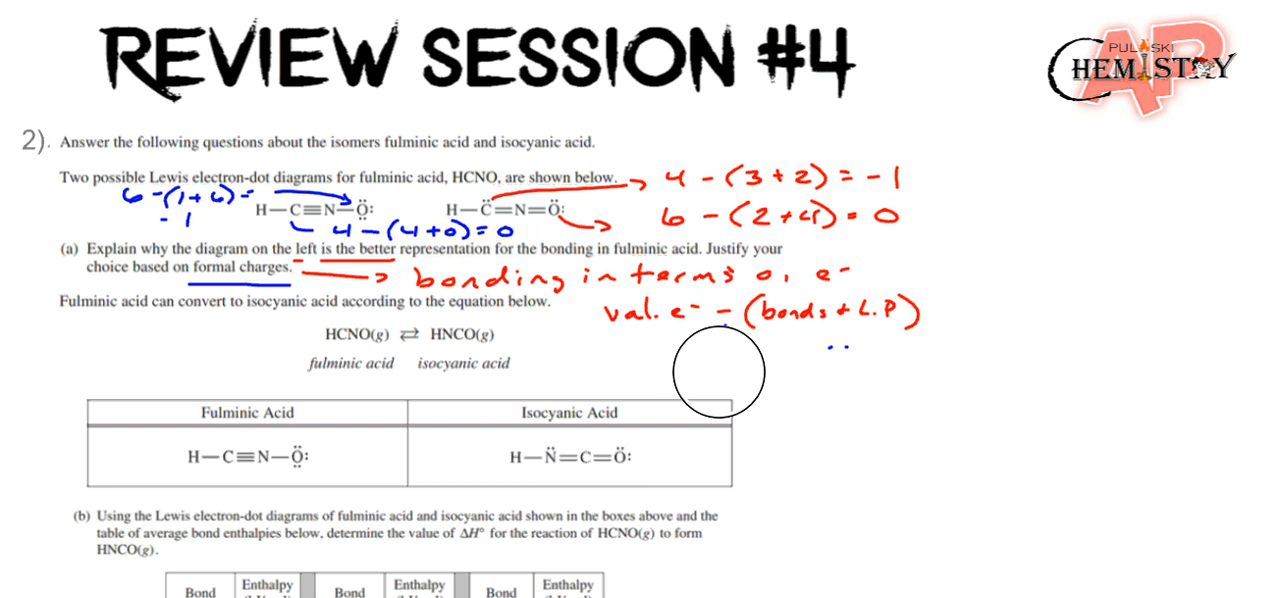 REVIEW SESSION #4
PULASKI
AP
CHEMISTRY
2). Answer the following questions about the isomers fulminic acid and isocyanic acid.
Two possible Lewis electron-dot diagrams for fulminic acid, HCNO, are shown below.
4 - (3 + 2) = -1
6 - (1 + 6) =
- 1
H—C≡N—Ö:
H—C̈=N=Ö:
6 - (2 + 4) = 0
4 - (4 + 0) = 0
(a) Explain why the diagram on the left is the better representation for the bonding in fulminic acid. Justify your
choice based on formal charges.
bonding in terms o. e-
Fulminic acid can convert to isocyanic acid according to the equation below.
val. e- - (bonds + L.P)
HCNO(g) ⇄ HNCO(g)
fulminic acid isocyanic acid
Fulminic Acid Isocyanic Acid
H—C≡N—Ö: H—N̈=C=Ö:
(b) Using the Lewis electron-dot diagrams of fulminic acid and isocyanic acid shown in the boxes above and the
table of average bond enthalpies below, determine the value of ΔH° for the reaction of HCNO(g) to form
HNCO(g).
Enthalpy Enthalpy Enthalpy
Bond Bond Bond